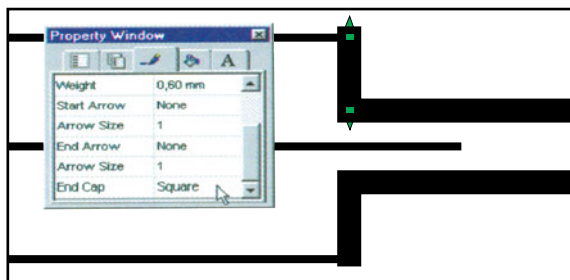 Property Window
A
Weight 0,60 mm
Start Arrow None
Arrow Size 1
End Arrow None
Arrow Size 1
End Cap Square